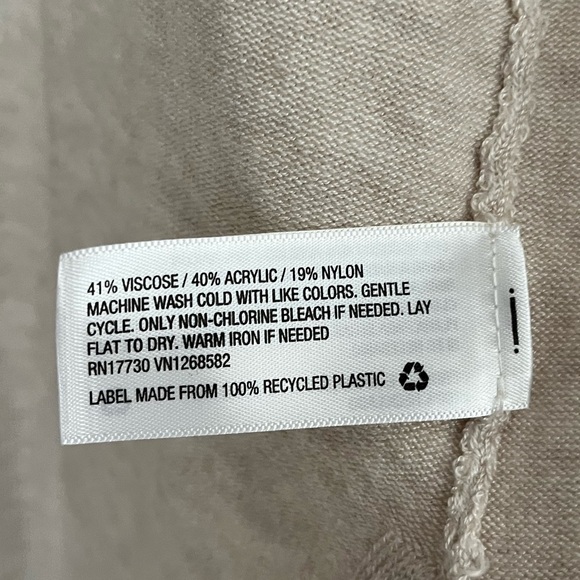 41% VISCOSE / 40% ACRYLIC / 19% NYLON
MACHINE WASH COLD WITH LIKE COLORS. GENTLE
CYCLE. ONLY NON-CHLORINE BLEACH IF NEEDED. LAY
FLAT TO DRY. WARM IRON IF NEEDED
RN17730 VN1268582
LABEL MADE FROM 100% RECYCLED PLASTIC